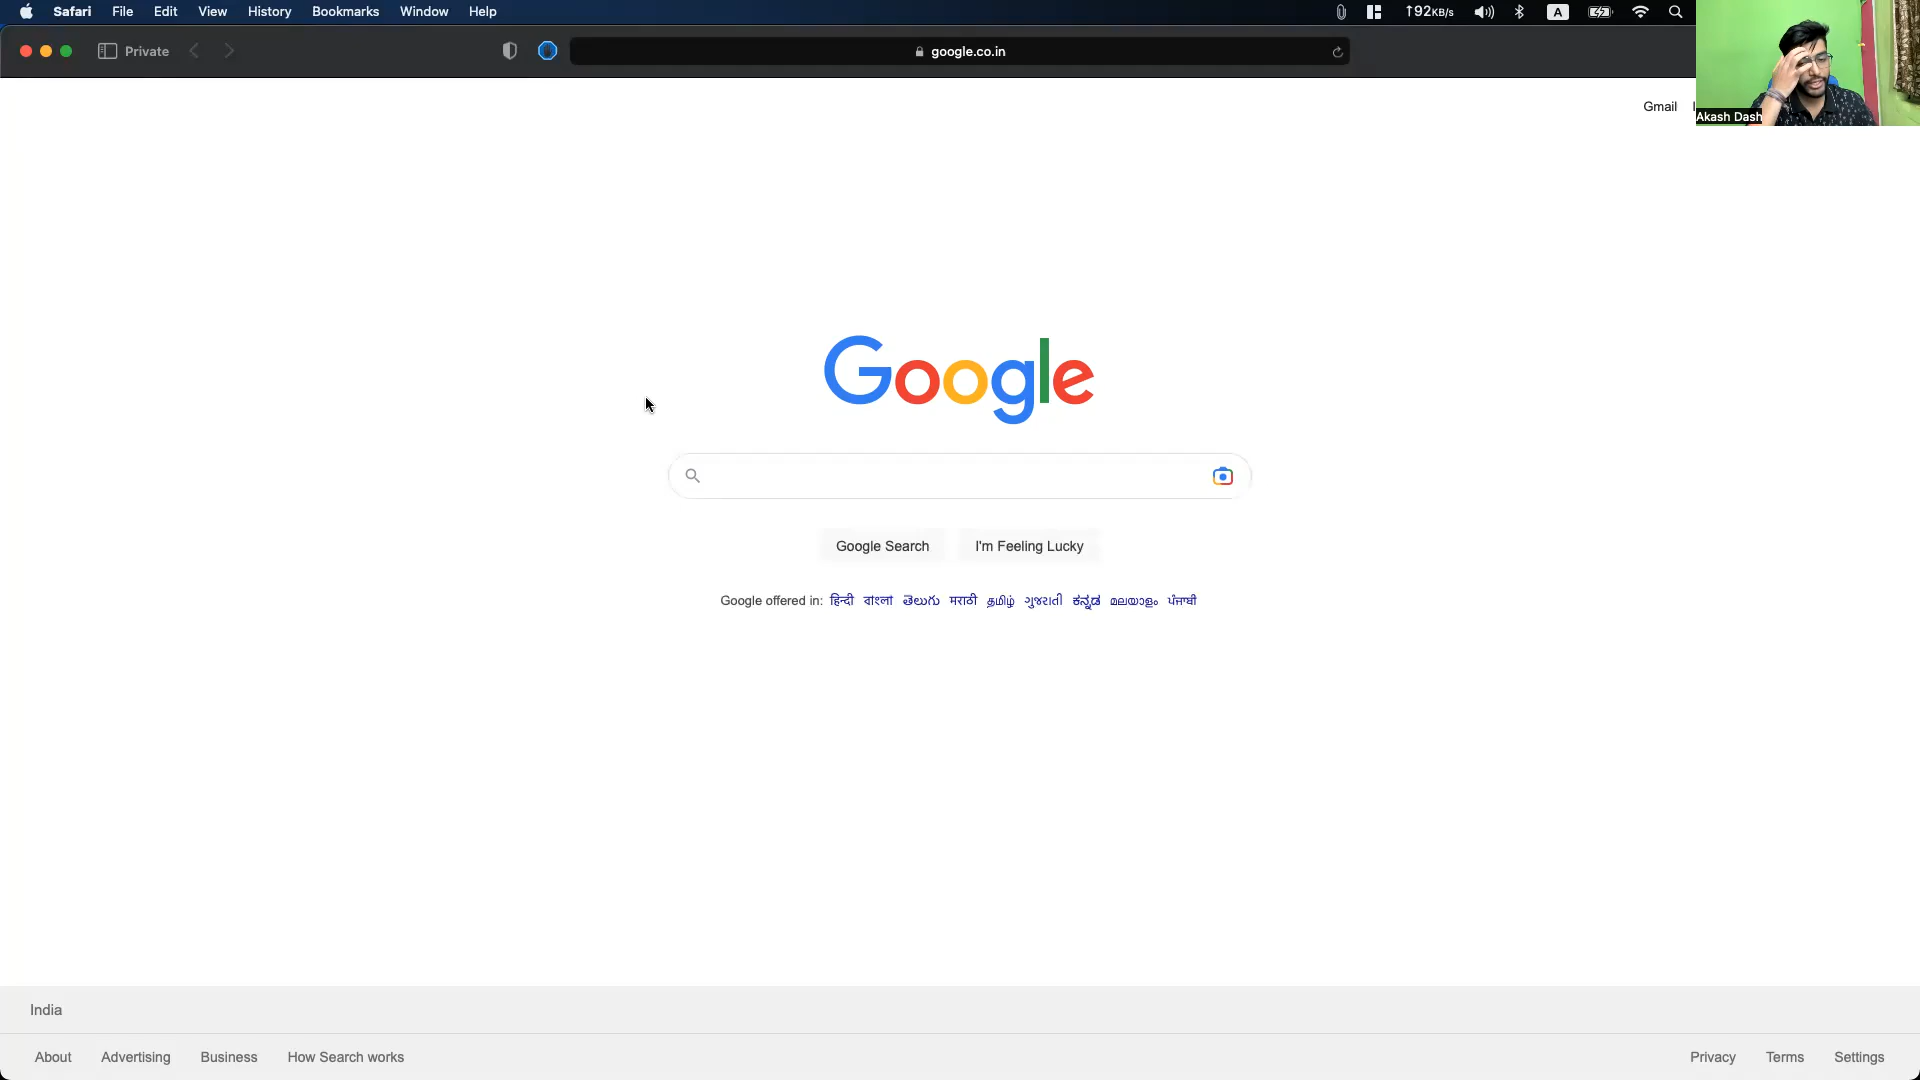 Safari File Edit View History Bookmarks Window Help ↑92KB/s A
Private google.co.in
Gmail
Akash Dash
Google
Google Search I'm Feeling Lucky
Google offered in: हिन्दी বাংলা తెలుగు मराठी தமிழ் ગુજરાતી ಕನ್ನಡ മലയാളം ਪੰਜਾਬੀ
India
About Advertising Business How Search works Privacy Terms Settings